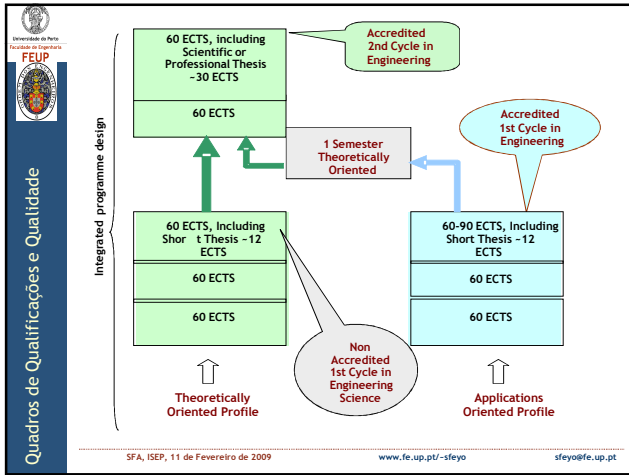 Universidade do Porto
Faculdade de Engenharia
FEUP
Quadros de Qualificações e Qualidade
Integrated programme design
60 ECTS, including
Scientific or
Professional Thesis
~30 ECTS
60 ECTS
Accredited
2nd Cycle in
Engineering
1 Semester
Theoretically
Oriented
Accredited
1st Cycle in
Engineering
60 ECTS, Including
Shor t Thesis ~12
ECTS
60 ECTS
60 ECTS
60-90 ECTS, Including
Short Thesis ~12
ECTS
60 ECTS
60 ECTS
Non
Accredited
1st Cycle in
Engineering
Science
Theoretically
Oriented Profile
Applications
Oriented Profile
SFA, ISEP, 11 de Fevereiro de 2009
www.fe.up.pt/~sfeyo
sfeyo@fe.up.pt